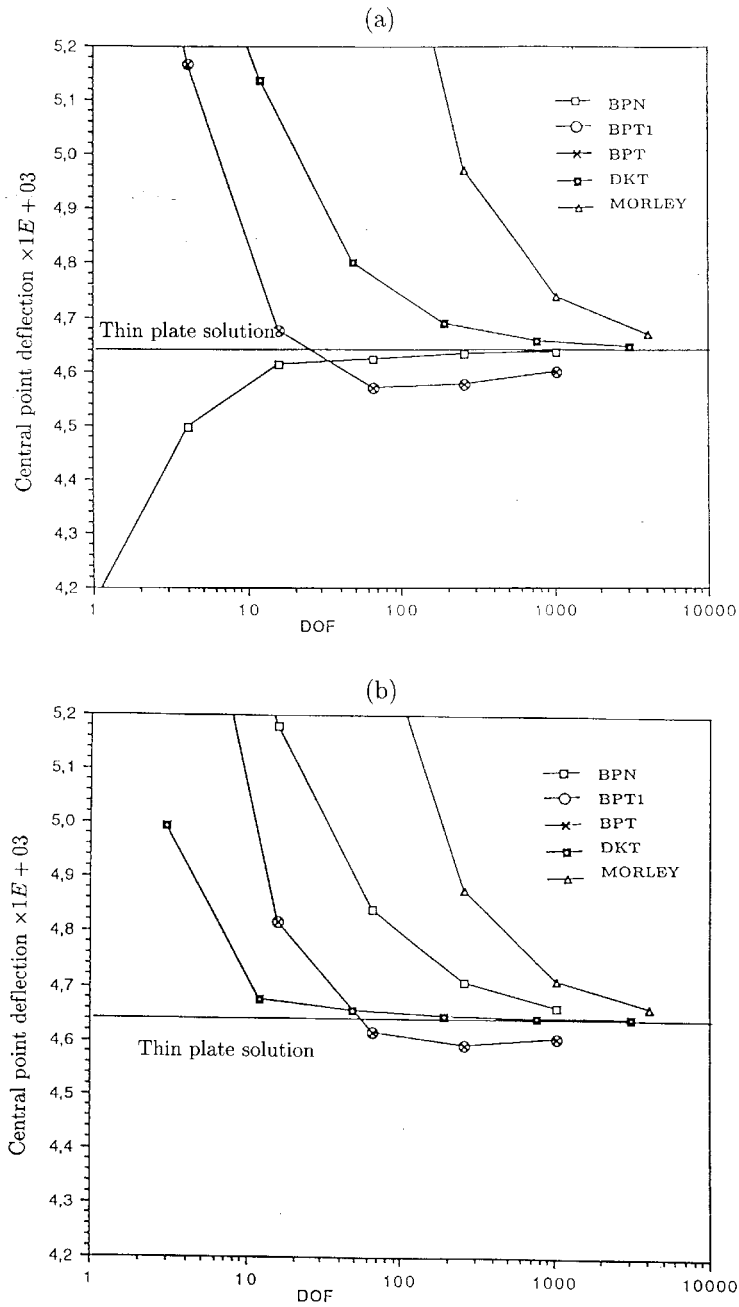 (a)
Central point deflection ×1E + 03
5,2
5,1
5,0
4,9
4,8
4,7
4,6
4,5
4,4
4,3
4,2
BPN
BPT1
BPT
DKT
MORLEY
Thin plate solution
1
10
100
1000
10000
DOF
(b)
Central point deflection ×1E + 03
5,2
5,1
5,0
4,9
4,8
4,7
4,6
4,5
4,4
4,3
4,2
BPN
BPT1
BPT
DKT
MORLEY
Thin plate solution
1
10
100
1000
10000
DOF